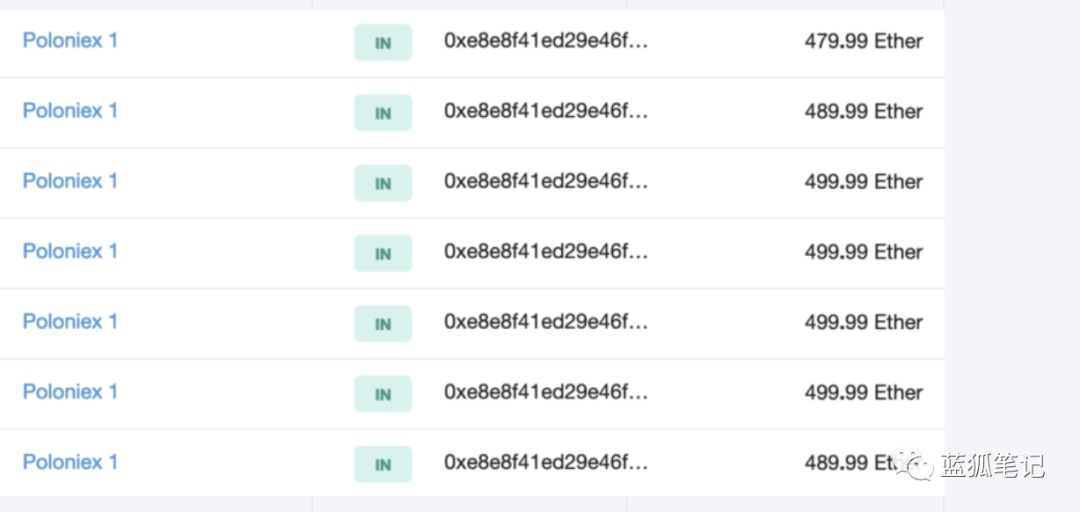 Poloniex 1 IN 0xe8e8f41ed29e46f... 479.99 Ether
Poloniex 1 IN 0xe8e8f41ed29e46f... 489.99 Ether
Poloniex 1 IN 0xe8e8f41ed29e46f... 499.99 Ether
Poloniex 1 IN 0xe8e8f41ed29e46f... 499.99 Ether
Poloniex 1 IN 0xe8e8f41ed29e46f... 499.99 Ether
Poloniex 1 IN 0xe8e8f41ed29e46f... 499.99 Ether
Poloniex 1 IN 0xe8e8f41ed29e46f... 489.99 Ether
蓝狐笔记